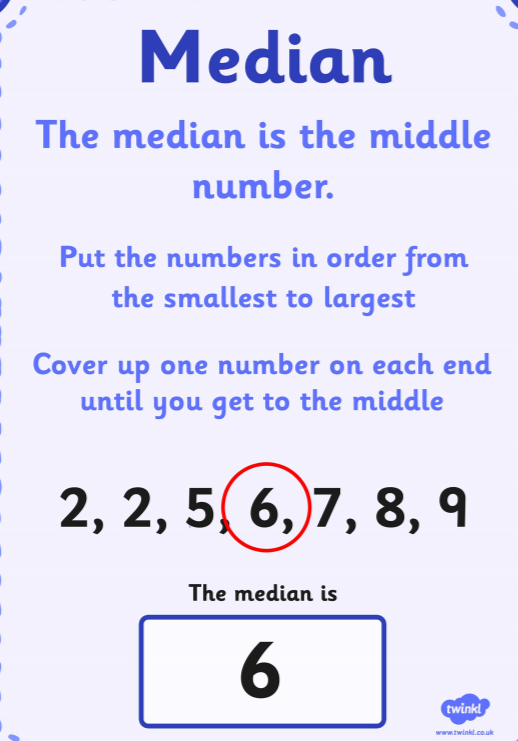 Median
The median is the middle
number.
Put the numbers in order from
the smallest to largest
Cover up one number on each end
until you get to the middle
2, 2, 5, 6, 7, 8, 9
The median is
6
twinkl
www.twinkl.co.uk